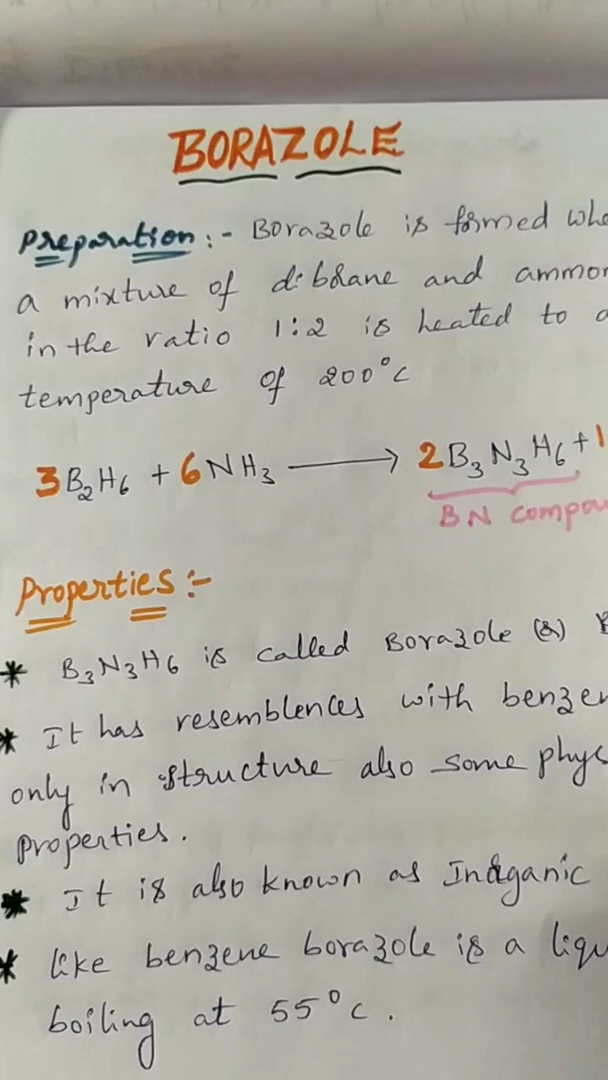 BORAZOLE
Preparation :- Borazole is formed whe
a mixture of diborane and ammon
in the ratio 1:2 is heated to a
temperature of 200°c
3B₂H₆ + 6NH₃ ⟶ 2B₃N₃H₆ + 1
BN compou
Properties :-
* B₃N₃H₆ is called Borazole (or)
* It has resemblences with benzen
only in structure also some phys
properties.
* It is also known as Inorganic
* like benzene borazole is a liqu
boiling at 55°c.